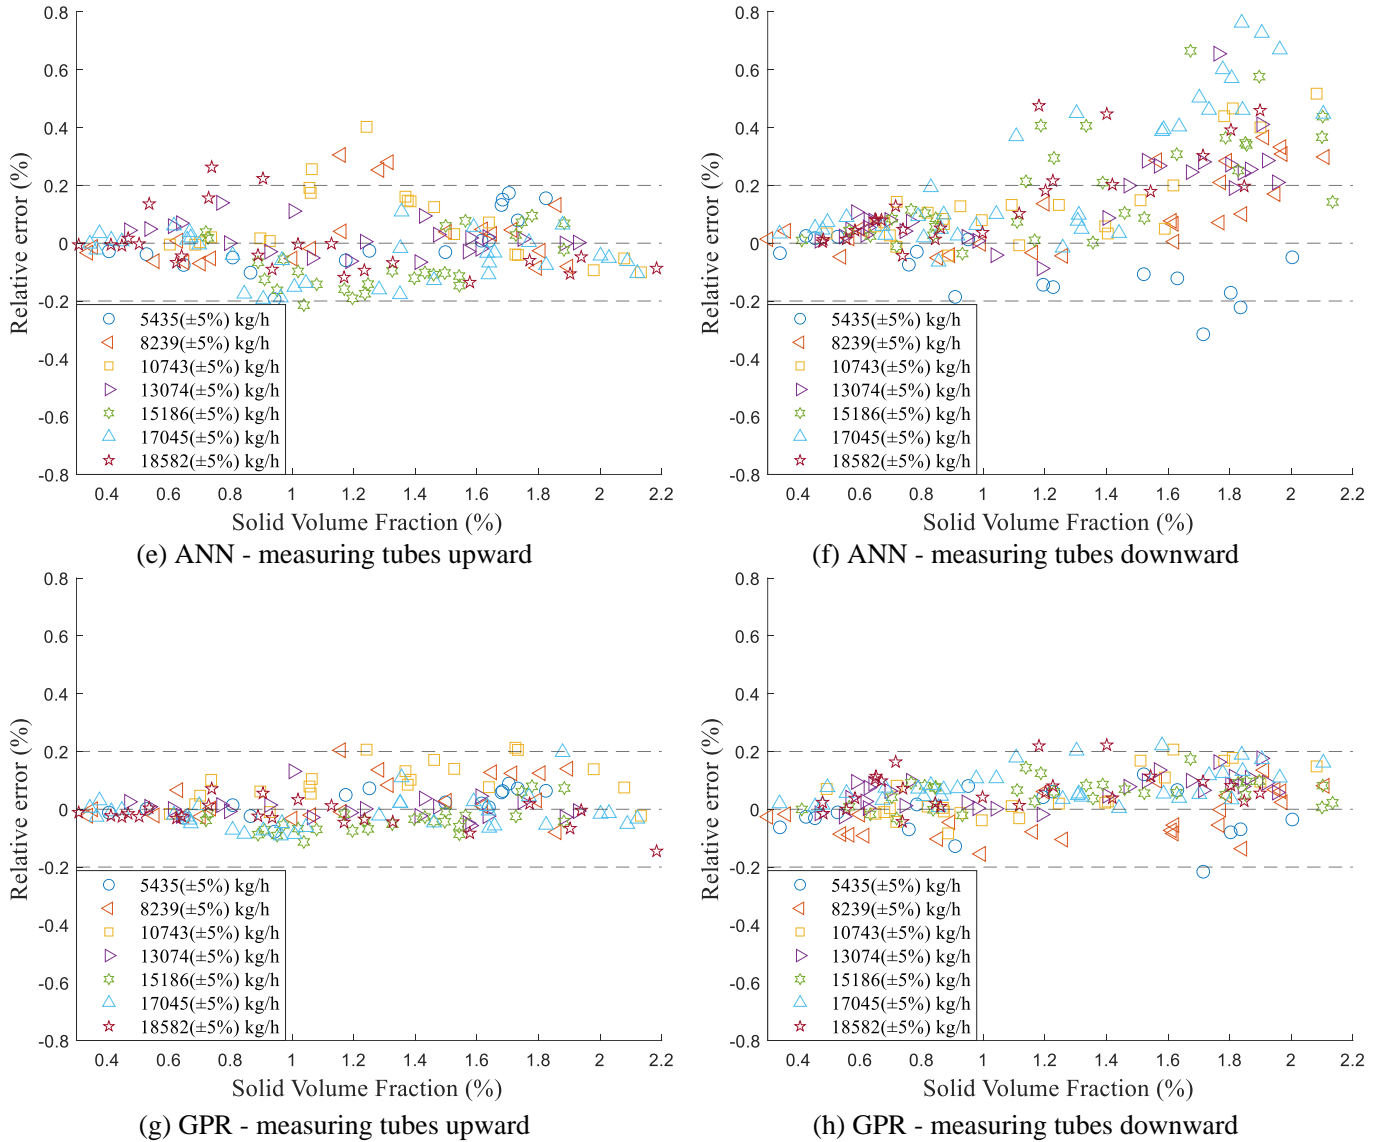 0.8
0.6
0.4
0.2
0
-0.2
-0.4
-0.6
-0.8
Relative error (%)
5435(±5%) kg/h
8239(±5%) kg/h
10743(±5%) kg/h
13074(±5%) kg/h
15186(±5%) kg/h
17045(±5%) kg/h
18582(±5%) kg/h
0.4 0.6 0.8 1 1.2 1.4 1.6 1.8 2 2.2
Solid Volume Fraction (%)
(e) ANN - measuring tubes upward
0.8
0.6
0.4
0.2
0
-0.2
-0.4
-0.6
-0.8
Relative error (%)
5435(±5%) kg/h
8239(±5%) kg/h
10743(±5%) kg/h
13074(±5%) kg/h
15186(±5%) kg/h
17045(±5%) kg/h
18582(±5%) kg/h
0.4 0.6 0.8 1 1.2 1.4 1.6 1.8 2 2.2
Solid Volume Fraction (%)
(f) ANN - measuring tubes downward
0.8
0.6
0.4
0.2
0
-0.2
-0.4
-0.6
-0.8
Relative error (%)
5435(±5%) kg/h
8239(±5%) kg/h
10743(±5%) kg/h
13074(±5%) kg/h
15186(±5%) kg/h
17045(±5%) kg/h
18582(±5%) kg/h
0.4 0.6 0.8 1 1.2 1.4 1.6 1.8 2 2.2
Solid Volume Fraction (%)
(g) GPR - measuring tubes upward
0.8
0.6
0.4
0.2
0
-0.2
-0.4
-0.6
-0.8
Relative error (%)
5435(±5%) kg/h
8239(±5%) kg/h
10743(±5%) kg/h
13074(±5%) kg/h
15186(±5%) kg/h
17045(±5%) kg/h
18582(±5%) kg/h
0.4 0.6 0.8 1 1.2 1.4 1.6 1.8 2 2.2
Solid Volume Fraction (%)
(h) GPR - measuring tubes downward